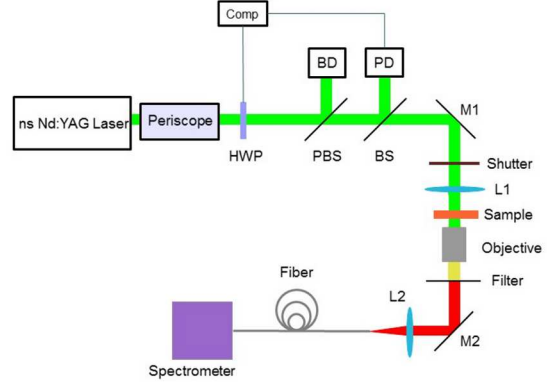 Comp
BD
PD
M1
ns Nd:YAG Laser
Periscope
HWP
PBS
BS
Shutter
L1
Sample
Objective
Fiber
Filter
L2
M2
Spectrometer